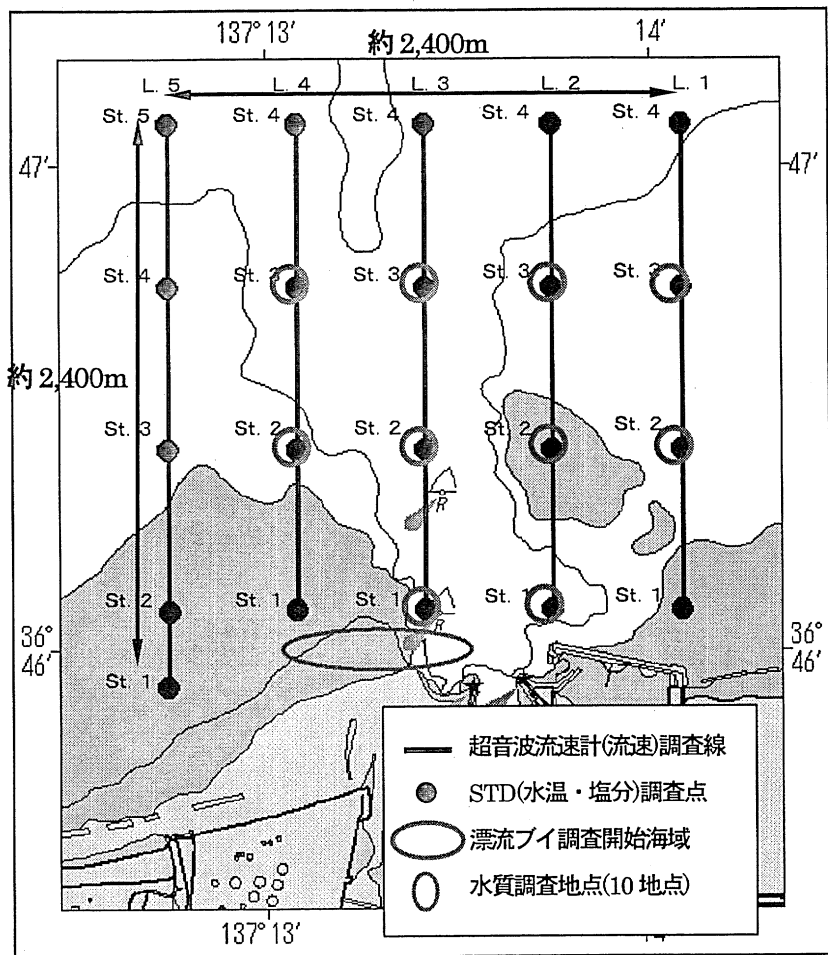 137° 13′
約 2,400m
14′
L. 5
L. 4
L. 3
L. 2
L. 1
St. 5
St. 4
St. 4
St. 4
St. 4
47′
47′
St. 4
St. 3
St. 3
St. 3
St. 3
約 2,400m
St. 3
St. 2
St. 2
St. 2
St. 2
R
St. 2
St. 1
St. 1
St. 1
St. 1
R
36°
46′
36°
46′
St. 1
超音波流速計(流速)調査線
STD(水温・塩分)調査点
漂流ブイ調査開始海域
水質調査地点(10 地点)
137° 13′